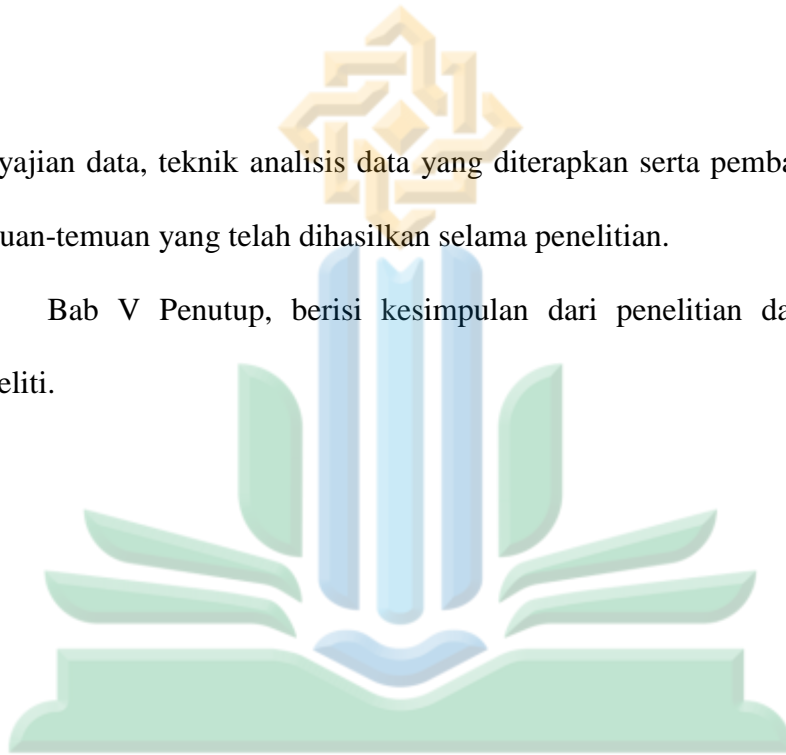 yajian data, teknik analisis data yang diterapkan serta pemba
uan-temuan yang telah dihasilkan selama penelitian.
Bab V Penutup, berisi kesimpulan dari penelitian da
eliti.